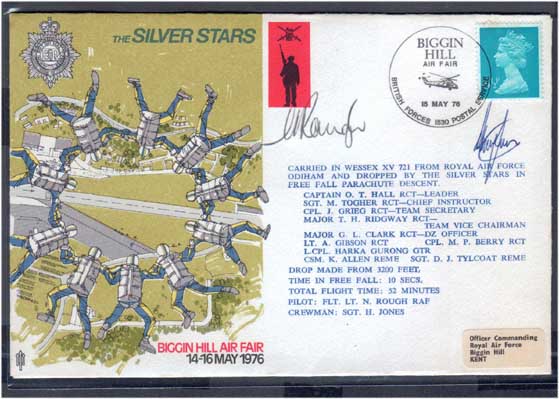 THE SILVER STARS
BIGGIN
HILL
AIR FAIR
15 MAY 76
BRITISH FORCES 1530 POSTAL SERVICE
CARRIED IN WESSEX XV 721 FROM ROYAL AIR FORCE
ODIHAM AND DROPPED BY THE SILVER STARS IN
FREE FALL PARACHUTE DESCENT.
CAPTAIN O. T. HALL RCT—LEADER
SGT. M. TOGHER RCT—CHIEF INSTRUCTOR
CPL. J. GRIEG RCT—TEAM SECRETARY
MAJOR T. H. RIDGWAY RCT—
TEAM VICE CHAIRMAN
MAJOR G. L. CLARK RCT—DZ OFFICER
LT. A. GIBSON RCT CPL. M. P. BERRY RCT
L.CPL. HARKA GURONG GTR
CSM. K. ALLEN REME SGT. D. J. TYLCOAT REME
DROP MADE FROM 3200 FEET.
TIME IN FREE FALL: 10 SECS.
TOTAL FLIGHT TIME: 52 MINUTES
PILOT: FLT. LT. N. ROUGH RAF
CREWMAN: SGT. H. JONES
BIGGIN HILL AIR FAIR
14-16 MAY 1976
Officer Commanding
Royal Air Force
Biggin Hill
KENT